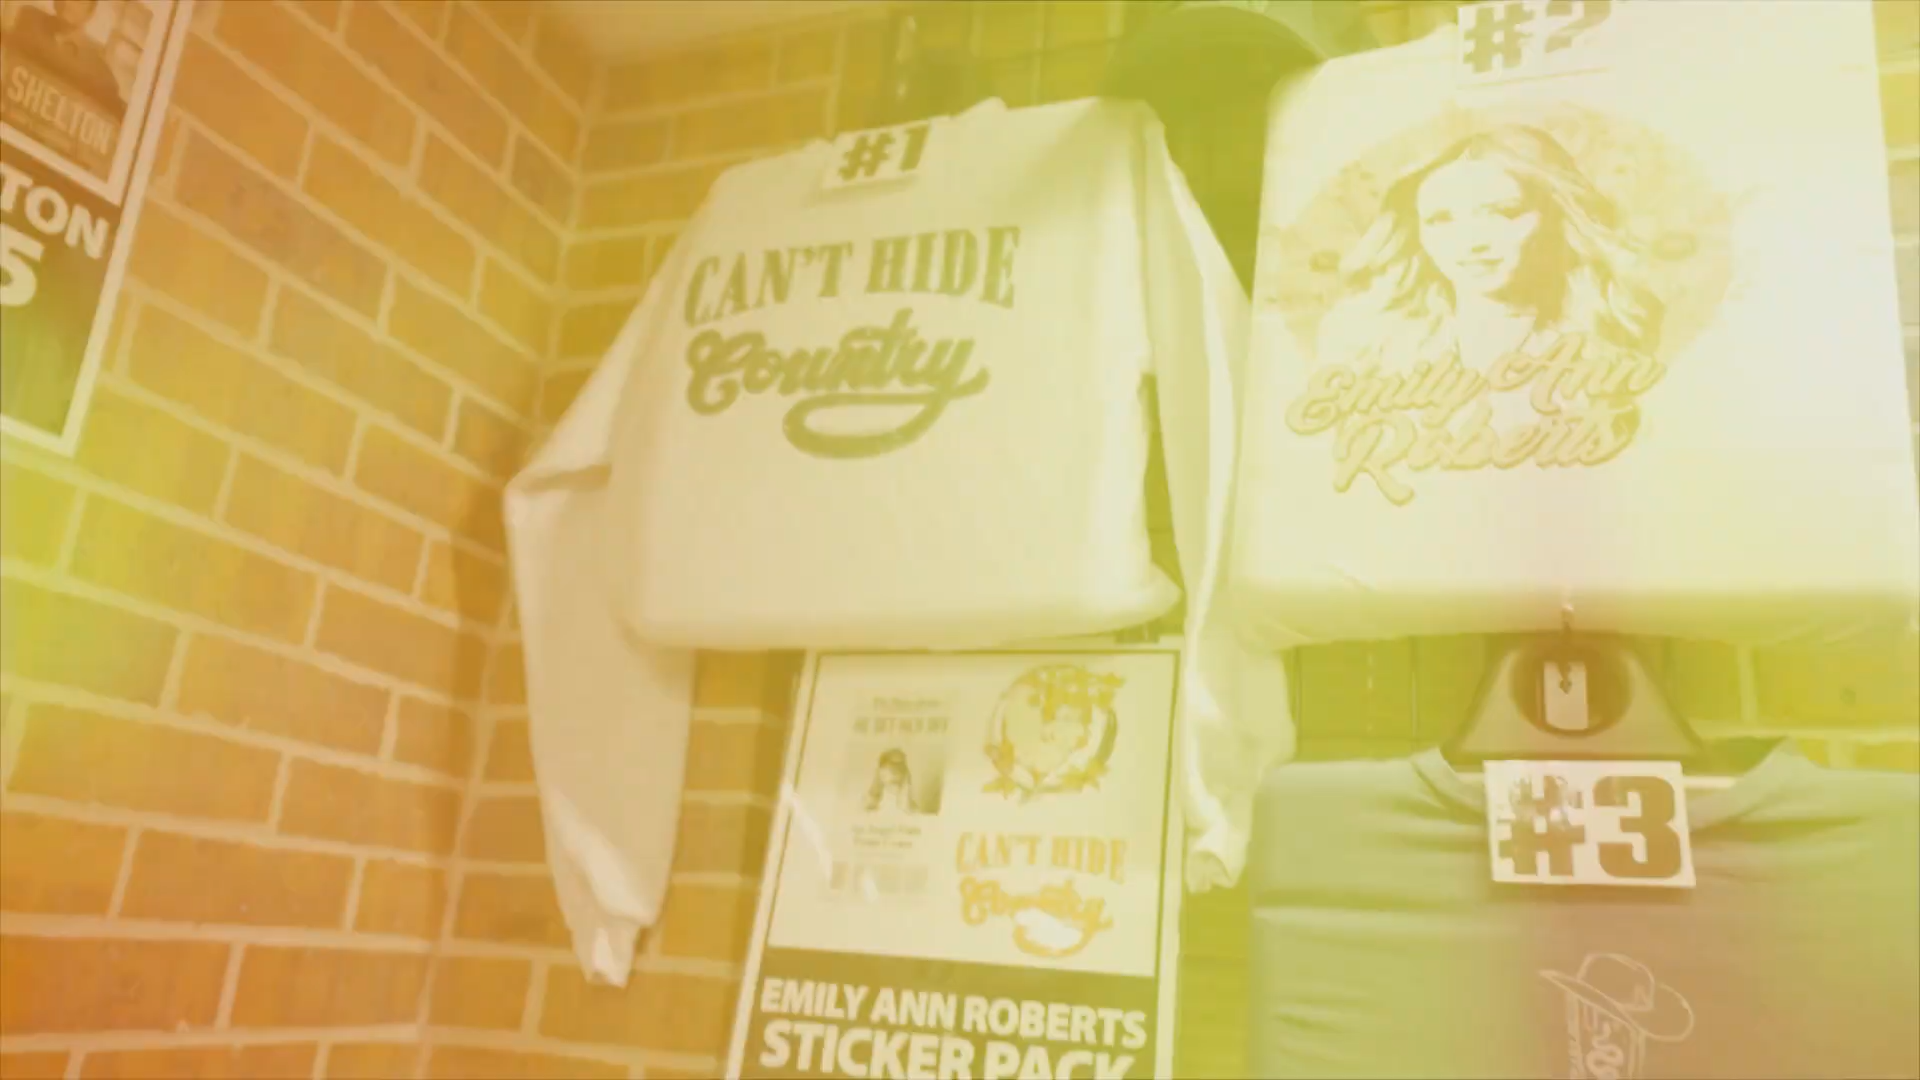 SHELTON
TON
5
#1
CAN'T HIDE
Country
#2
Emily Ann
Roberts
CAN'T HIDE
Country
EMILY ANN ROBERTS
STICKER PACK
#3